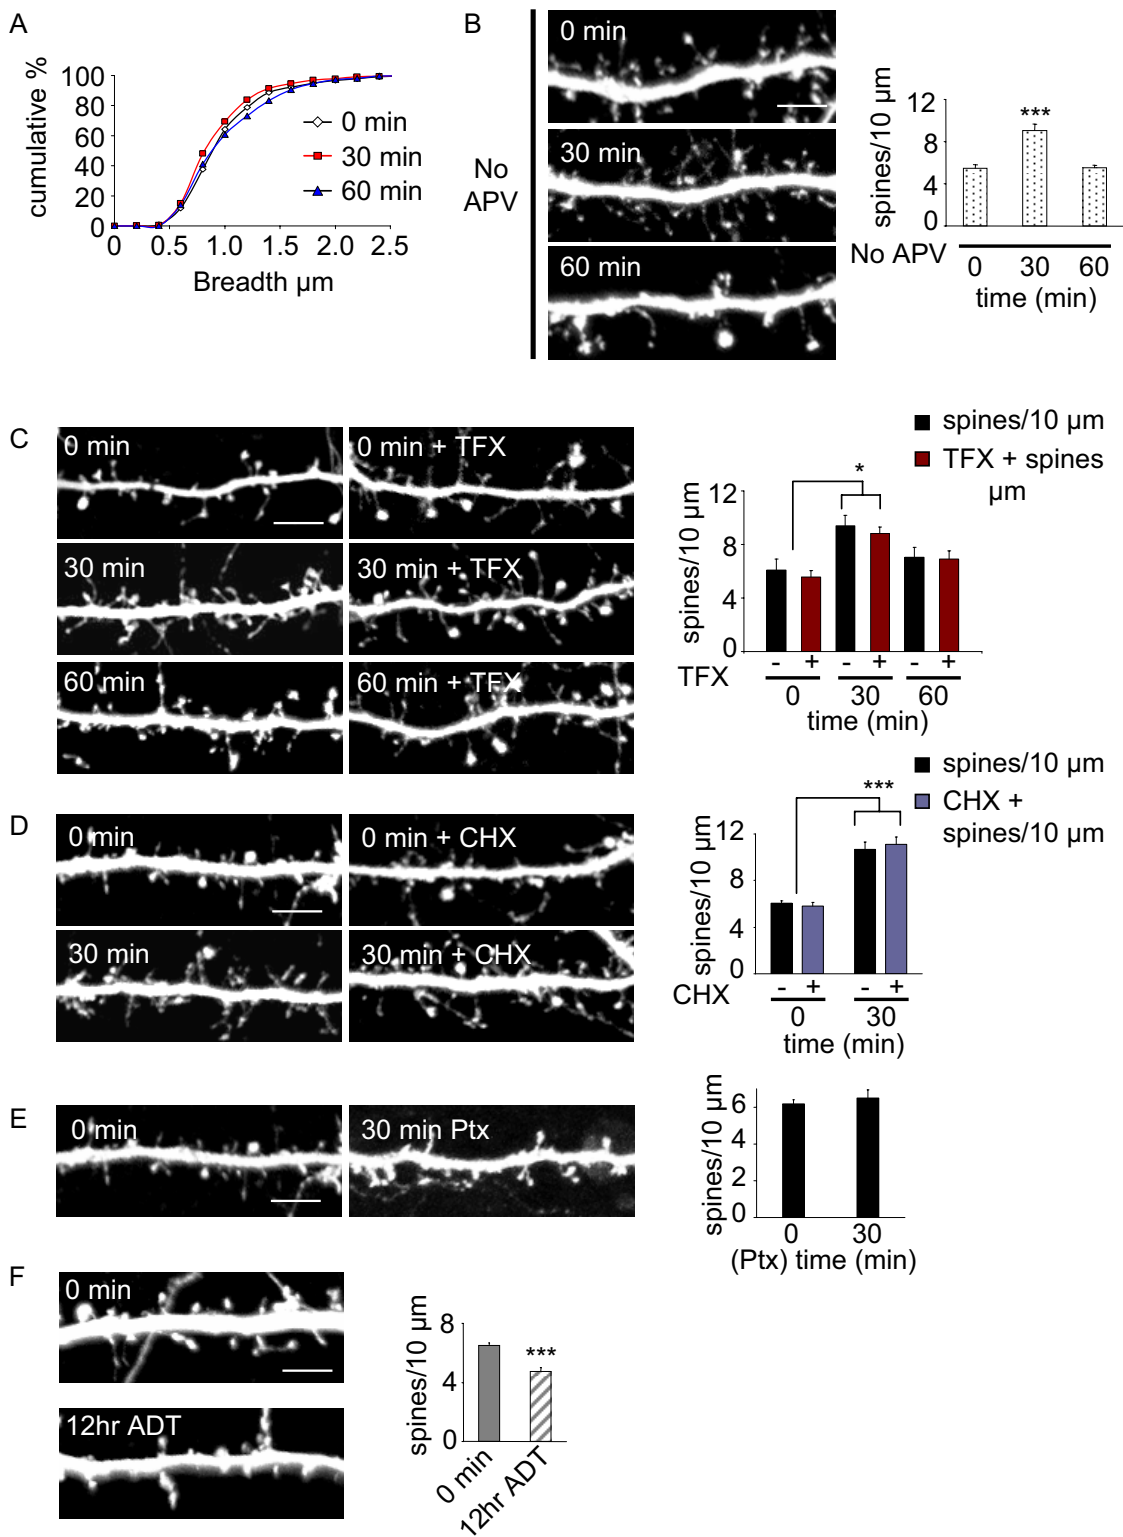 A
cumulative %
100
80
60
40
20
0
0 0.5 1.0 1.5 2.0 2.5
Breadth µm
0 min
30 min
60 min
B
No
APV
0 min
30 min
60 min
spines/10 µm
12
8
4
0
***
No APV
0 30 60
time (min)
C
0 min
0 min + TFX
30 min
30 min + TFX
60 min
60 min + TFX
spines/10 µm
TFX + spines
µm
spines/10 µm
12
8
4
0
*
TFX
- + - + - +
0 30 60
time (min)
D
0 min
0 min + CHX
30 min
30 min + CHX
spines/10 µm
CHX +
spines/10 µm
spines/10 µm
12
8
4
0
***
CHX
- + - +
0 30
time (min)
E
0 min
30 min Ptx
spines/10 µm
6
4
2
0
0 30
(Ptx) time (min)
F
0 min
12hr ADT
spines/10 µm
8
4
0
***
0 min
12hr ADT